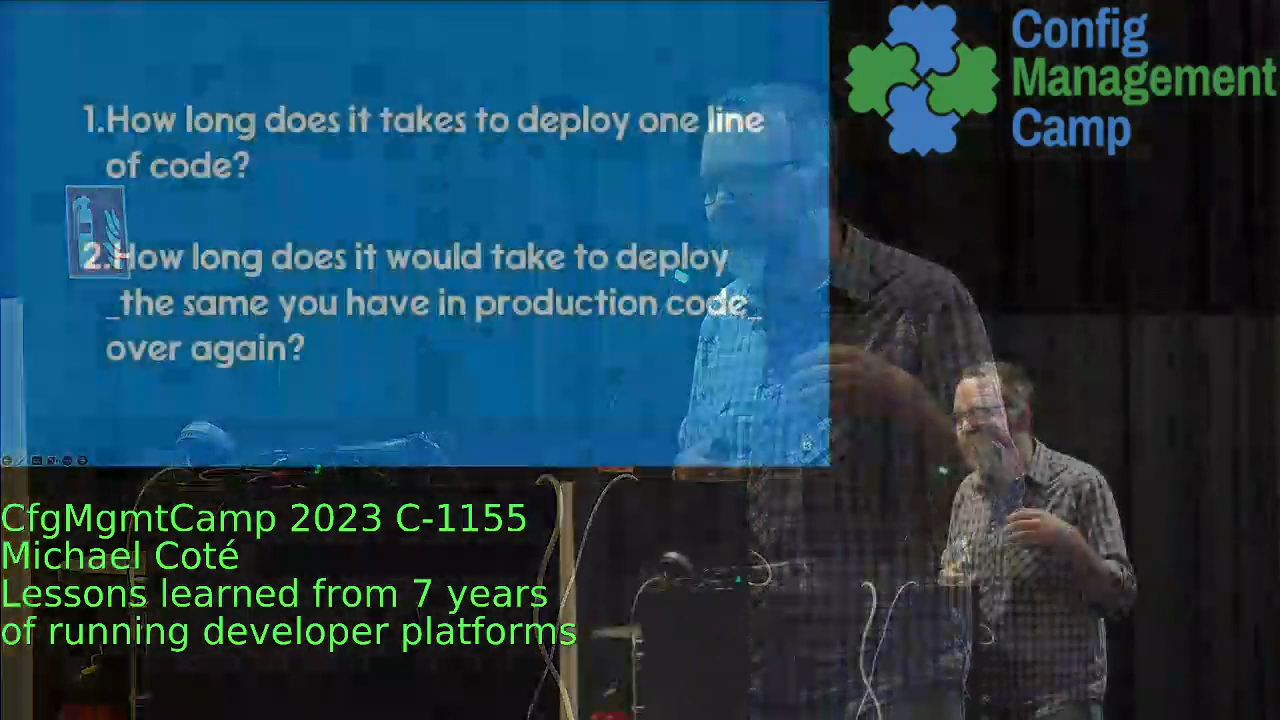 1.How long does it takes to deploy one line
of code?
2.How long does it would take to deploy
_the same you have in production code_
over again?
Config
Management
Camp
CfgMgmtCamp 2023 C-1155
Michael Coté
Lessons learned from 7 years
of running developer platforms